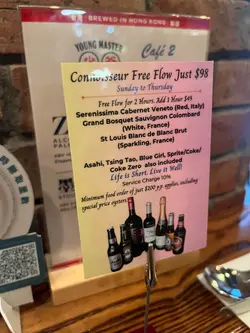 BREWED IN HONG KONG
YOUNG MASTER
Café 2
Connoisseur Free Flow Just $98
Sunday to Thursday
Free Flow for 2 Hours. Add 1 Hour $48
Serenissima Cabernet Veneto (Red, Italy)
Grand Bosquet Sauvignon Colombard
(White, France)
St Louis Blanc de Blanc Brut
(Sparkling, France)
Asahi, Tsing Tao, Blue Girl, Sprite/Coke/
Coke Zero also included
Life is Short, Live it Well!
Service Charge 10%
Minimum food order of just $200 p.p. applies, including
special price oysters